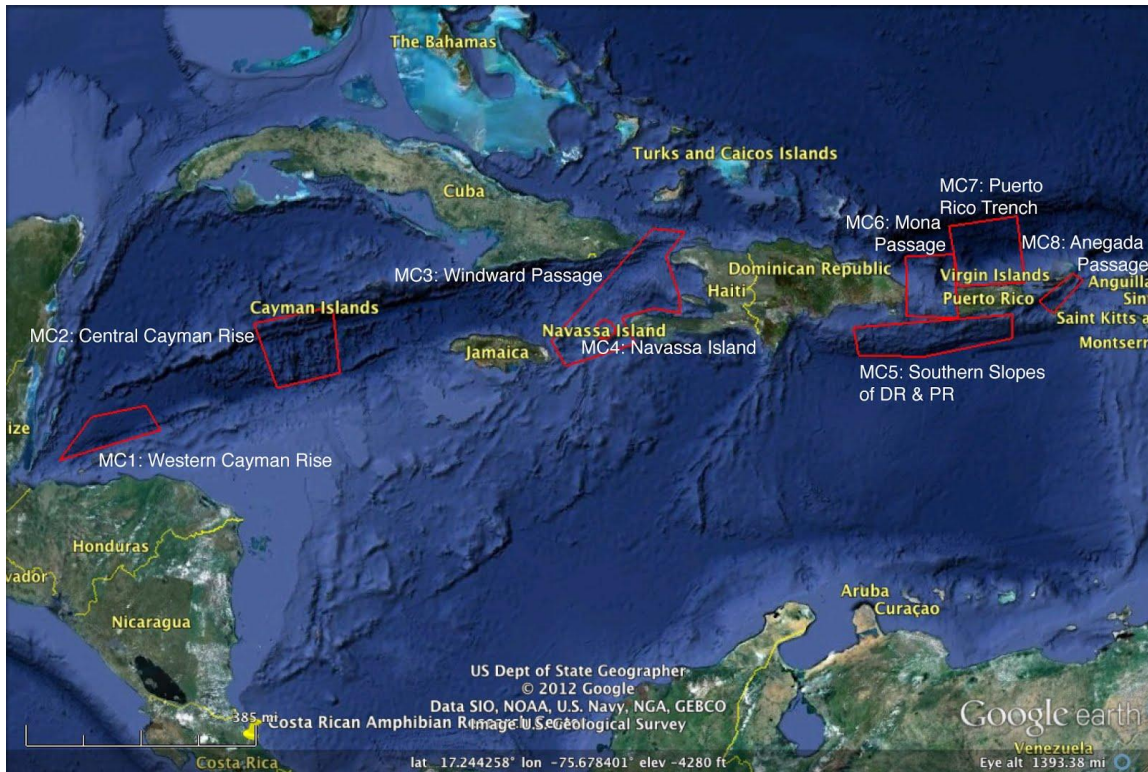 The Bahamas
Turks and Caicos Islands
Cuba
MC7: Puerto
Rico Trench
MC6: Mona
Passage
MC8: Anegada
Passage
MC3: Windward Passage
Dominican Republic
Virgin Islands
Anguilla
Haiti
Puerto Rico
Sin
Cayman Islands
Saint Kitts a
MC2: Central Cayman Rise
Navassa Island
Montserr
Jamaica
MC4: Navassa Island
MC5: Southern Slopes
of DR & PR
ize
MC1: Western Cayman Rise
Honduras
vador
Aruba
Curaçao
Nicaragua
US Dept of State Geographer
© 2012 Google
Data SIO, NOAA, U.S. Navy, NGA, GEBCO
Image U.S. Geological Survey
385 mi
Costa Rican Amphibian Research
Google earth
Venezuela
Costa Rica
lat 17.244258° lon -75.678401° elev -4280 ft
Eye alt 1393.38 mi